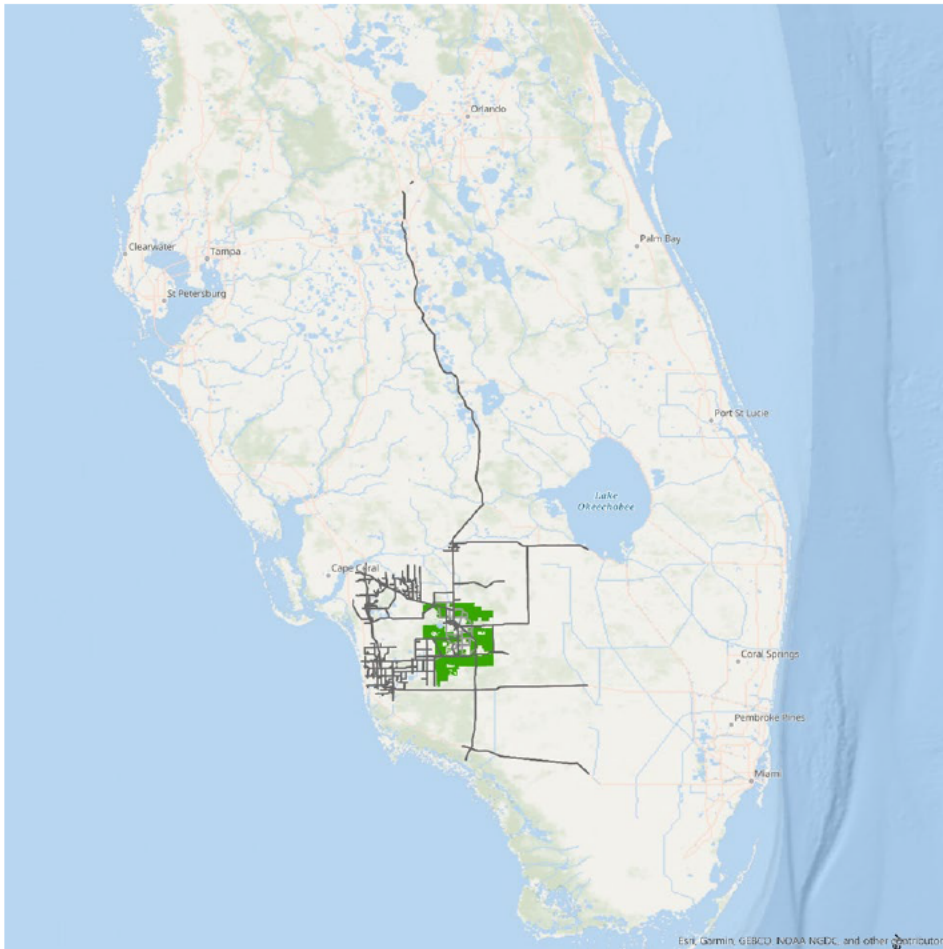 Orlando
Palm Bay
Clearwater
Tampa
St Petersburg
Port St Lucie
Lake
Okeechobee
Cape Coral
Coral Springs
Pembroke Pines
Miami
Esri, Garmin, GEBCO, NOAA NGDC, and other contributor